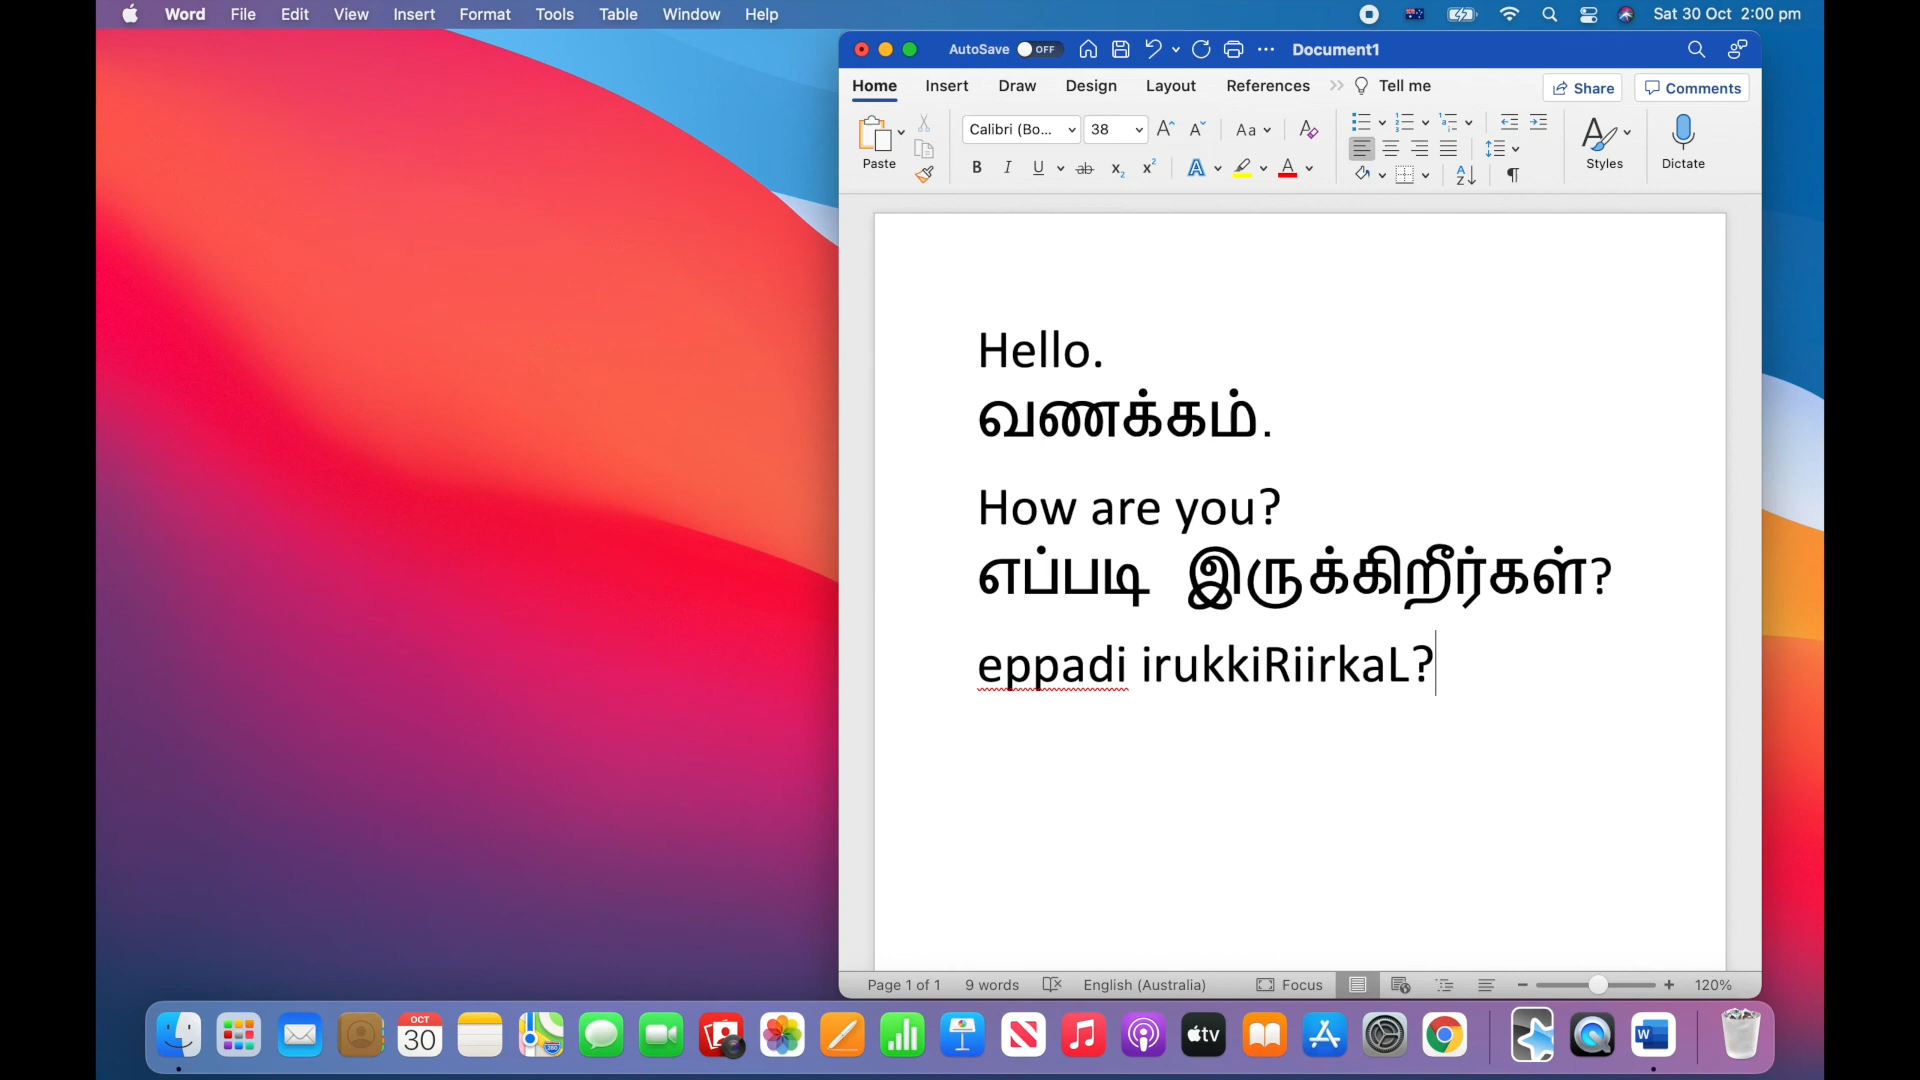 Word File Edit View Insert Format Tools Table Window Help Sat 30 Oct 2:00 pm
AutoSave OFF Document1
Home Insert Draw Design Layout References Tell me Share Comments
Calibri (Bo... 38 Aa
Paste Styles Dictate
Hello.
வணக்கம்.
How are you?
எப்படி இருக்கிறீர்கள்?
eppadi irukkiRiirkaL?
Page 1 of 1 9 words English (Australia) Focus 120%
OCT
30
tv
280